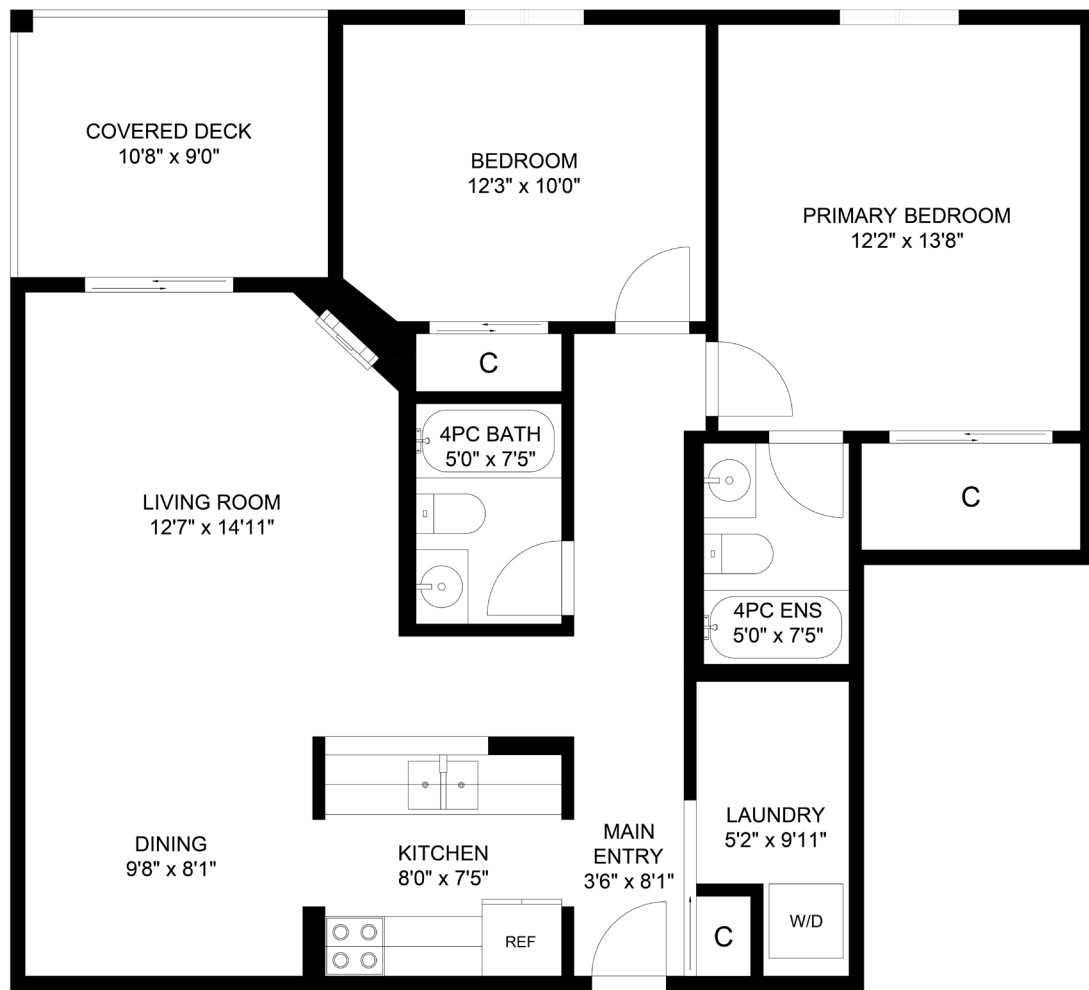 COVERED DECK
10'8" x 9'0"
BEDROOM
12'3" x 10'0"
PRIMARY BEDROOM
12'2" x 13'8"
C
4PC BATH
5'0" x 7'5"
LIVING ROOM
12'7" x 14'11"
C
4PC ENS
5'0" x 7'5"
DINING
9'8" x 8'1"
KITCHEN
8'0" x 7'5"
MAIN
ENTRY
3'6" x 8'1"
LAUNDRY
5'2" x 9'11"
REF
C
W/D